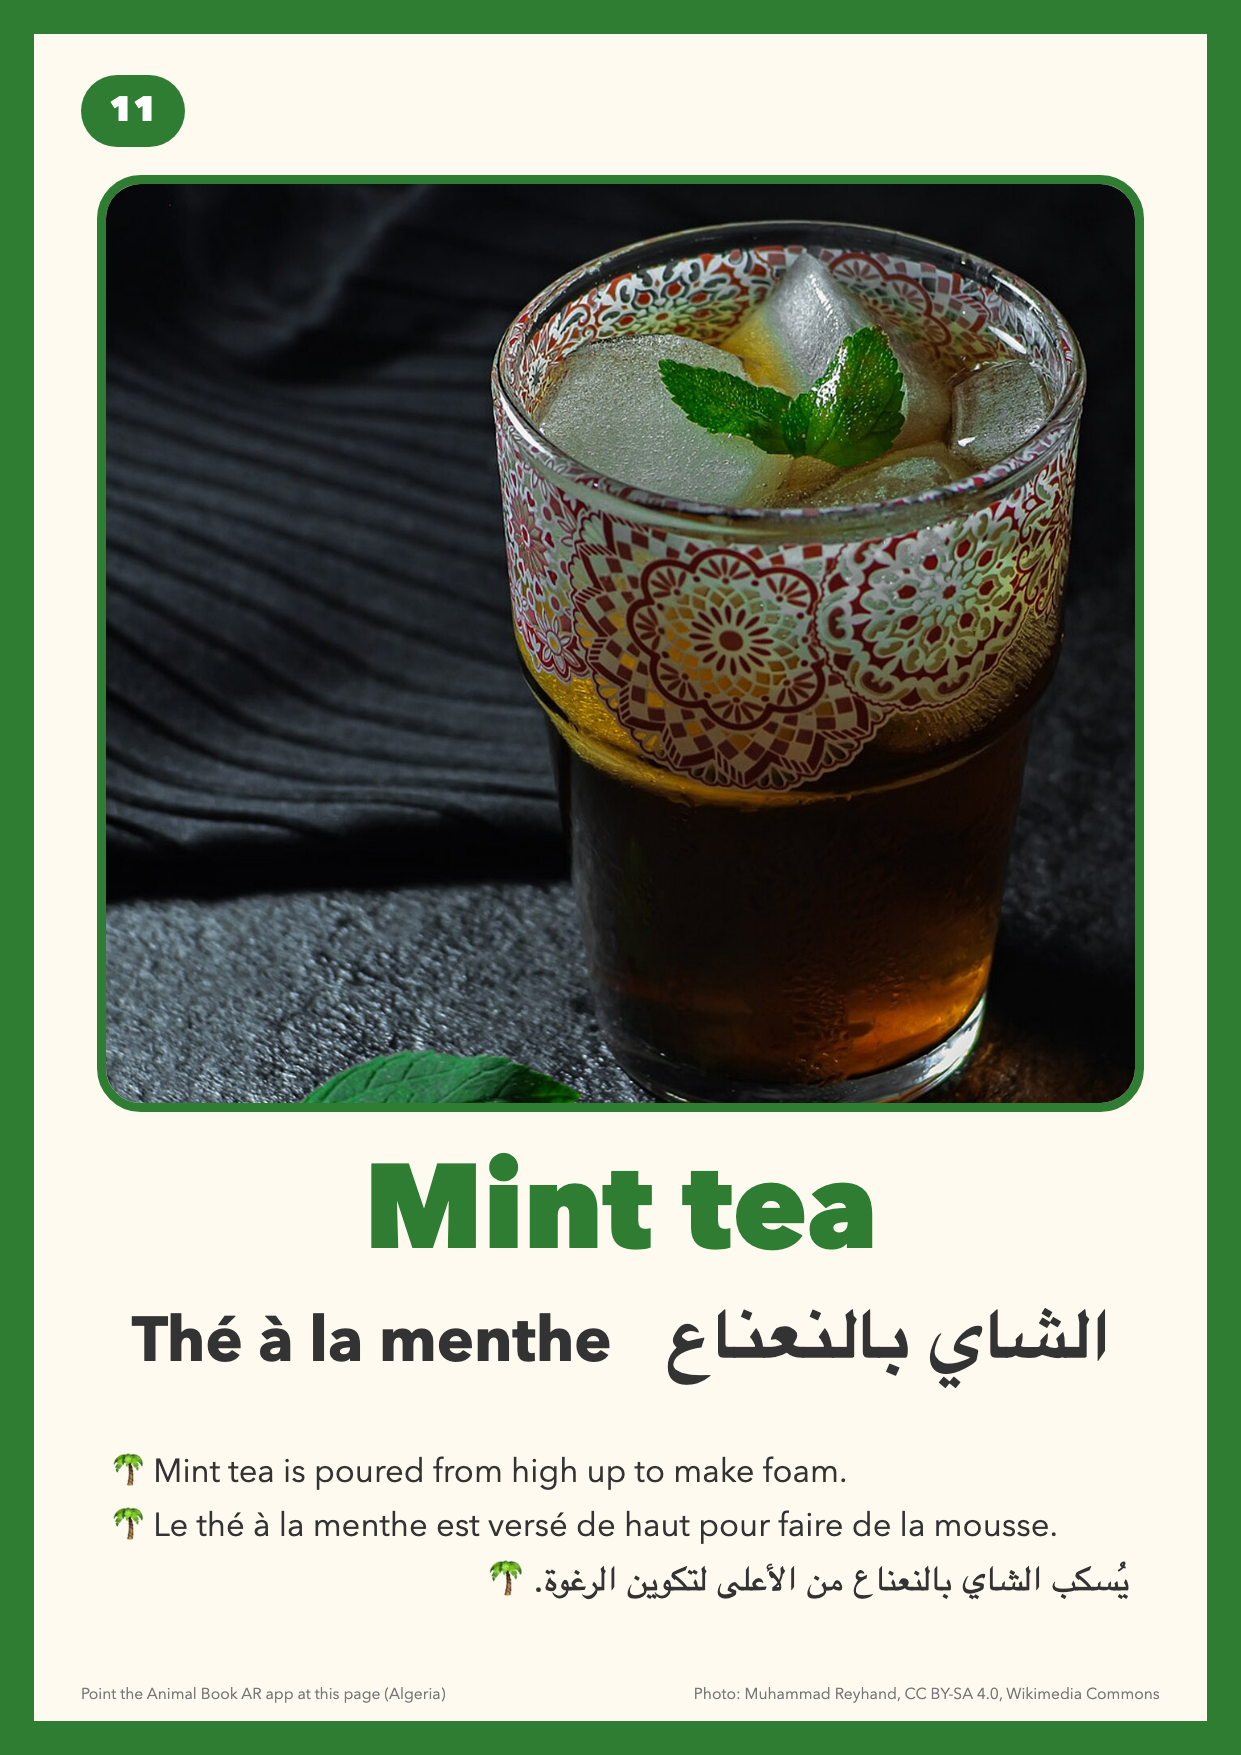 11
Mint tea
Thé à la menthe الشاي بالنعناع
🌴 Mint tea is poured from high up to make foam.
🌴 Le thé à la menthe est versé de haut pour faire de la mousse.
يُسكب الشاي بالنعناع من الأعلى لتكوين الرغوة. 🌴
Point the Animal Book AR app at this page (Algeria)
Photo: Muhammad Reyhand, CC BY-SA 4.0, Wikimedia Commons